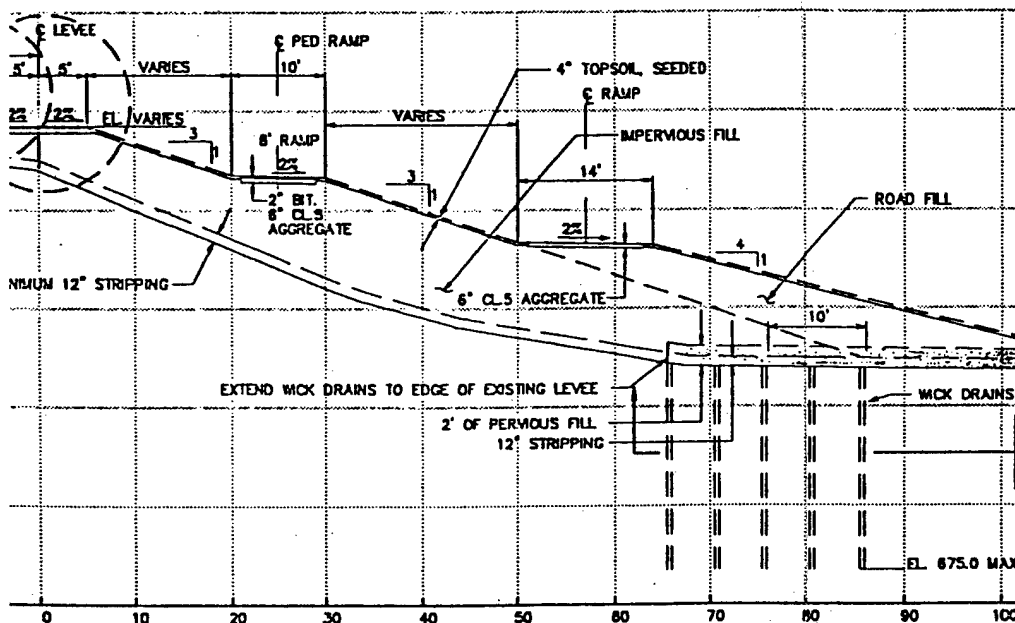 ℄ LEVEE
℄ PED RAMP
5' 5' VARIES 10'
4" TOPSOIL, SEEDED
℄ RAMP
2% 2% EL. VARIES
VARIES
IMPERVIOUS FILL
3
1
8' RAMP
2%
3
1
14'
2" BIT.
6" CL.5
AGGREGATE
ROAD FILL
2%
4
1
NIMUM 12" STRIPPING
6" CL.5 AGGREGATE
10'
EXTEND WICK DRAINS TO EDGE OF EXISTING LEVEE
WICK DRAINS
2' OF PERVIOUS FILL
12" STRIPPING
EL. 675.0 MAX
0 10 20 30 40 50 60 70 80 90 100